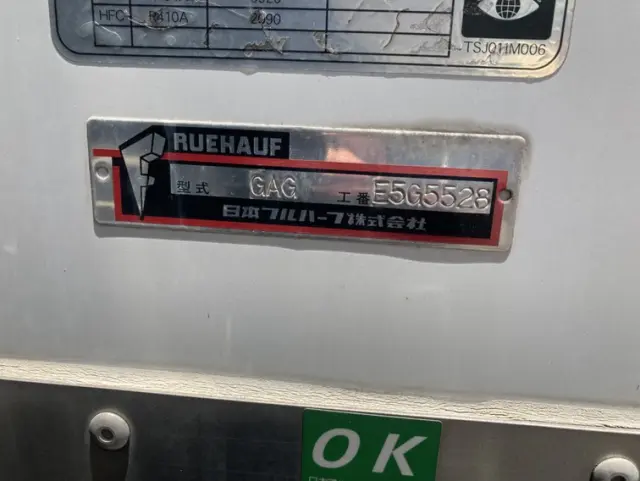 HFC R410A 2090
TSJ01HM006
RUEHAUF
型式 GAG 工番 E5G5528
日本フルハーフ株式会社
OK